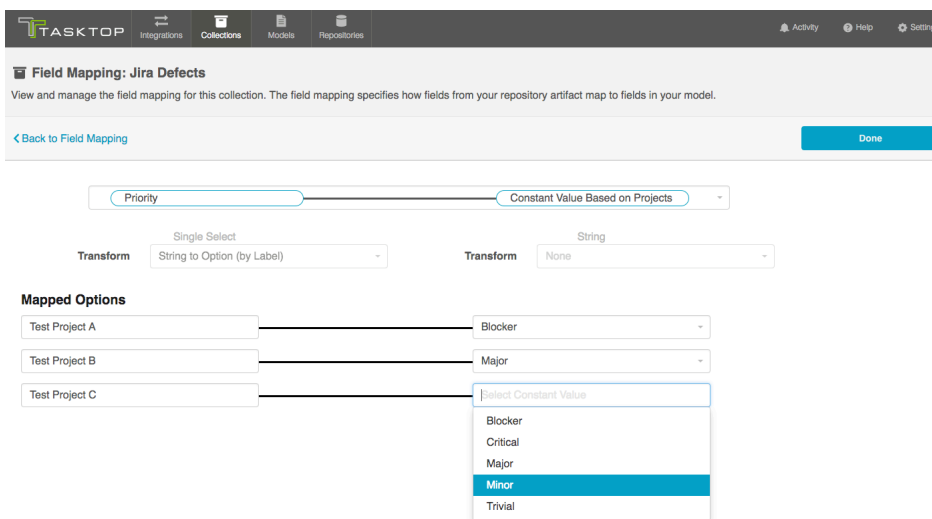 TASKTOP Integrations Collections Models Repositories Activity Help Settin
Field Mapping: Jira Defects
View and manage the field mapping for this collection. The field mapping specifies how fields from your repository artifact map to fields in your model.
Back to Field Mapping Done
Priority Constant Value Based on Projects
Single Select String
Transform String to Option (by Label) Transform None
Mapped Options
Test Project A Blocker
Test Project B Major
Test Project C Select Constant Value
Blocker
Critical
Major
Minor
Trivial